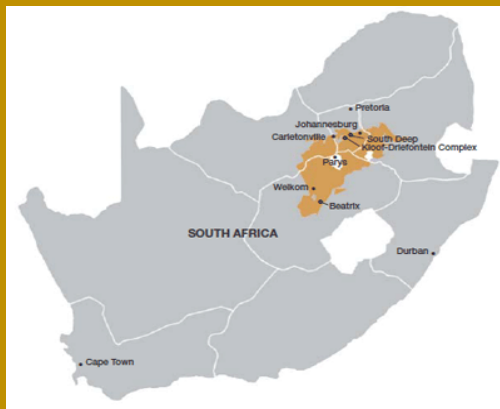 Pretoria
Johannesburg
Carletonville
South Deep
Kloof-Driefontein Complex
Parys
Welkom
Beatrix
SOUTH AFRICA
Durban
Cape Town